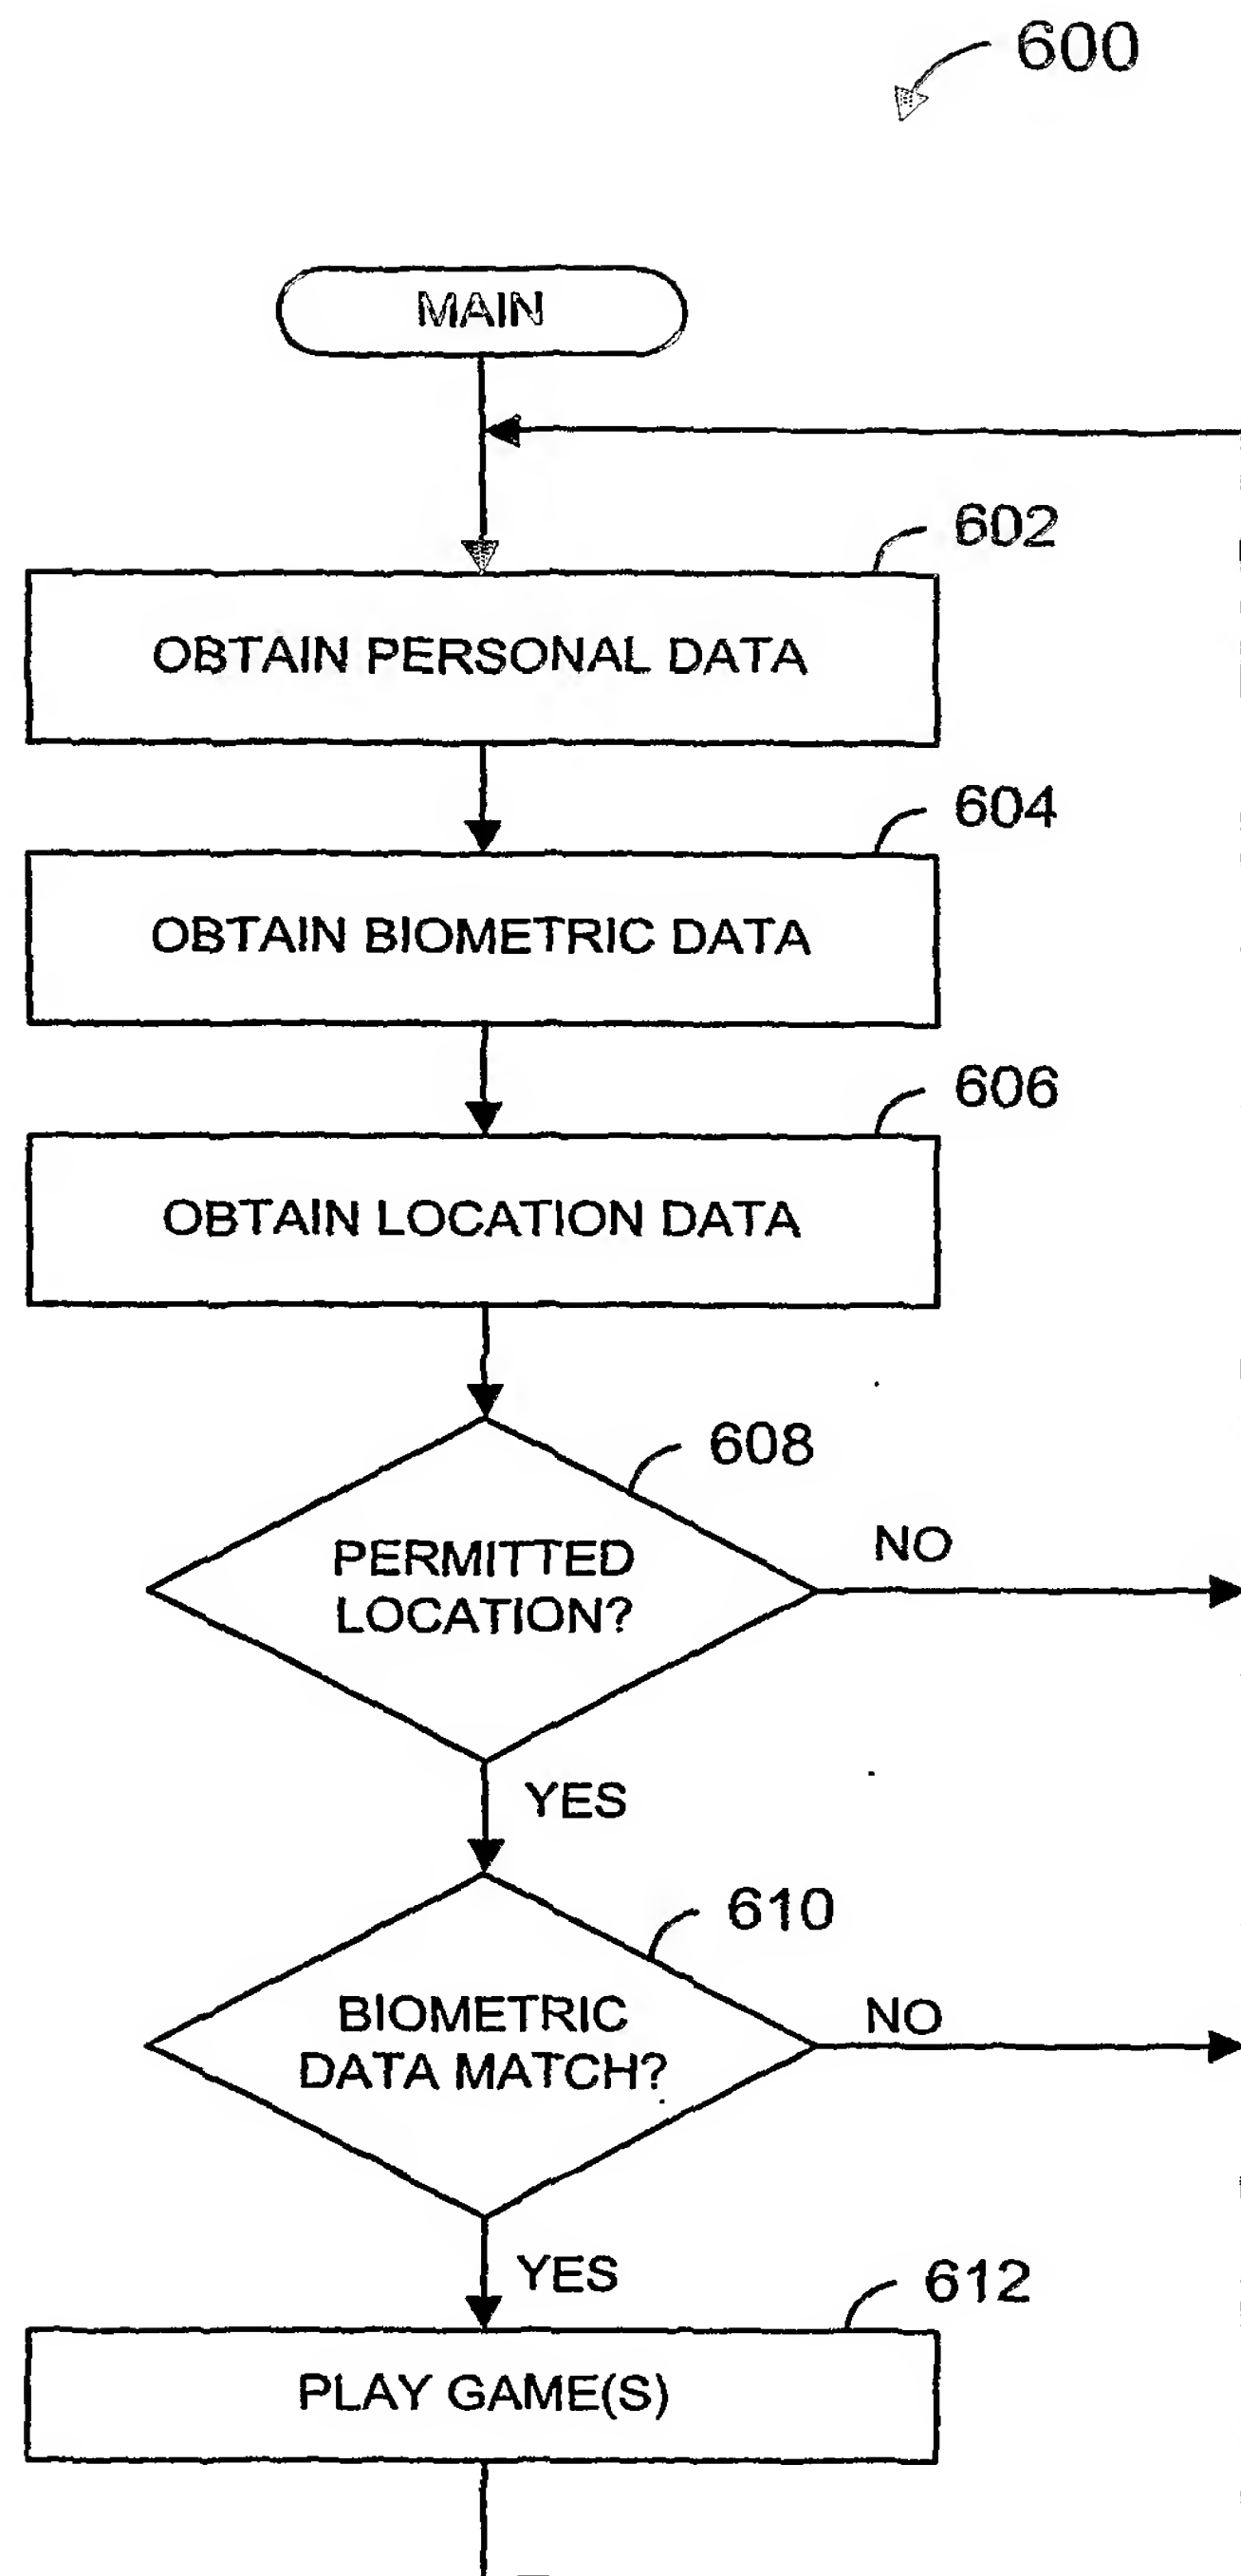 600
MAIN
602
OBTAIN PERSONAL DATA
604
OBTAIN BIOMETRIC DATA
606
OBTAIN LOCATION DATA
608
PERMITTED
LOCATION?
NO
YES
610
BIOMETRIC
DATA MATCH?
NO
YES
612
PLAY GAME(S)